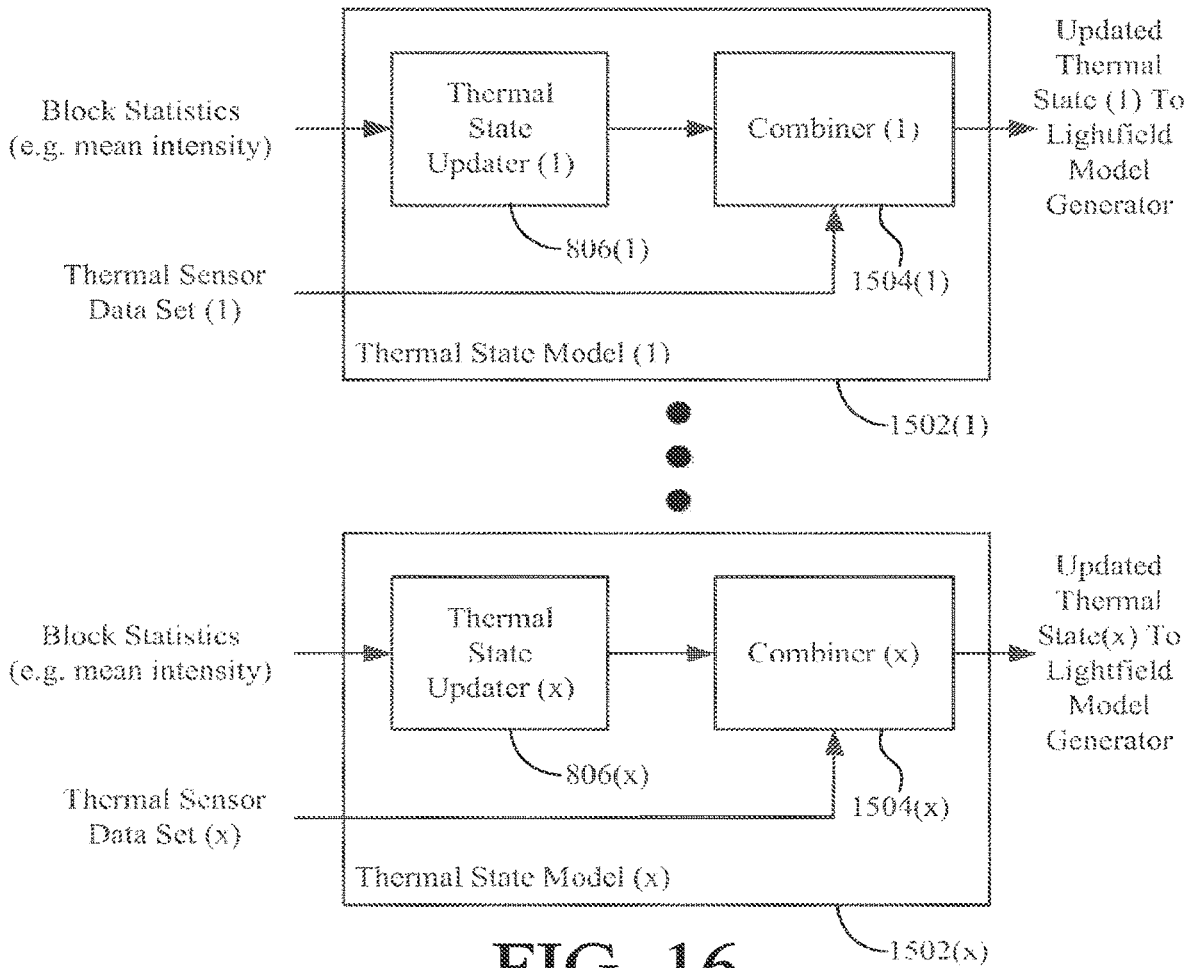 Block Statistics
(e.g. mean intensity)
Thermal
State
Updater (1)
Combiner (1)
Updated
Thermal
State (1) To
Lightfield
Model
Generator
806(1)
1504(1)
Thermal Sensor
Data Set (1)
Thermal State Model (1)
1502(1)
Block Statistics
(e.g. mean intensity)
Thermal
State
Updater (x)
Combiner (x)
Updated
Thermal
State(x) To
Lightfield
Model
Generator
806(x)
1504(x)
Thermal Sensor
Data Set (x)
Thermal State Model (x)
1502(x)
FIG. 16